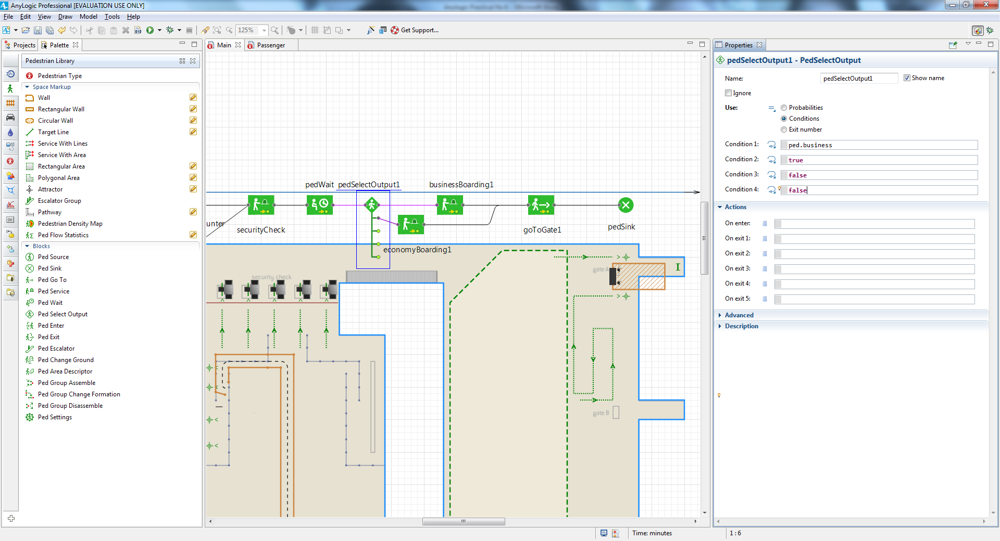 AnyLogic Professional [EVALUATION USE ONLY]
File Edit View Draw Model Tools Help
125% Get Support...
Projects Palette
Pedestrian Library
Pedestrian Type
Space Markup
Wall
Rectangular Wall
Circular Wall
Target Line
Service With Lines
Service With Area
Rectangular Area
Polygonal Area
Attractor
Escalator Group
Pathway
Pedestrian Density Map
Ped Flow Statistics
Blocks
Ped Source
Ped Sink
Ped Go To
Ped Service
Ped Wait
Ped Select Output
Ped Enter
Ped Exit
Ped Escalator
Ped Change Ground
Ped Area Descriptor
Ped Group Assemble
Ped Group Change Formation
Ped Group Disassemble
Ped Settings
Main Passenger
pedWait pedSelectOutput1 businessBoarding1
unter securityCheck goToGate1 pedSink
economyBoarding1
security check
gate A
gate B
Properties
pedSelectOutput1 - PedSelectOutput
Name: pedSelectOutput1 Show name
Ignore
Use: Probabilities
Conditions
Exit number
Condition 1: ped.business
Condition 2: true
Condition 3: false
Condition 4: false
Actions
On enter:
On exit 1:
On exit 2:
On exit 3:
On exit 4:
On exit 5:
Advanced
Description
Time: minutes 1 : 6